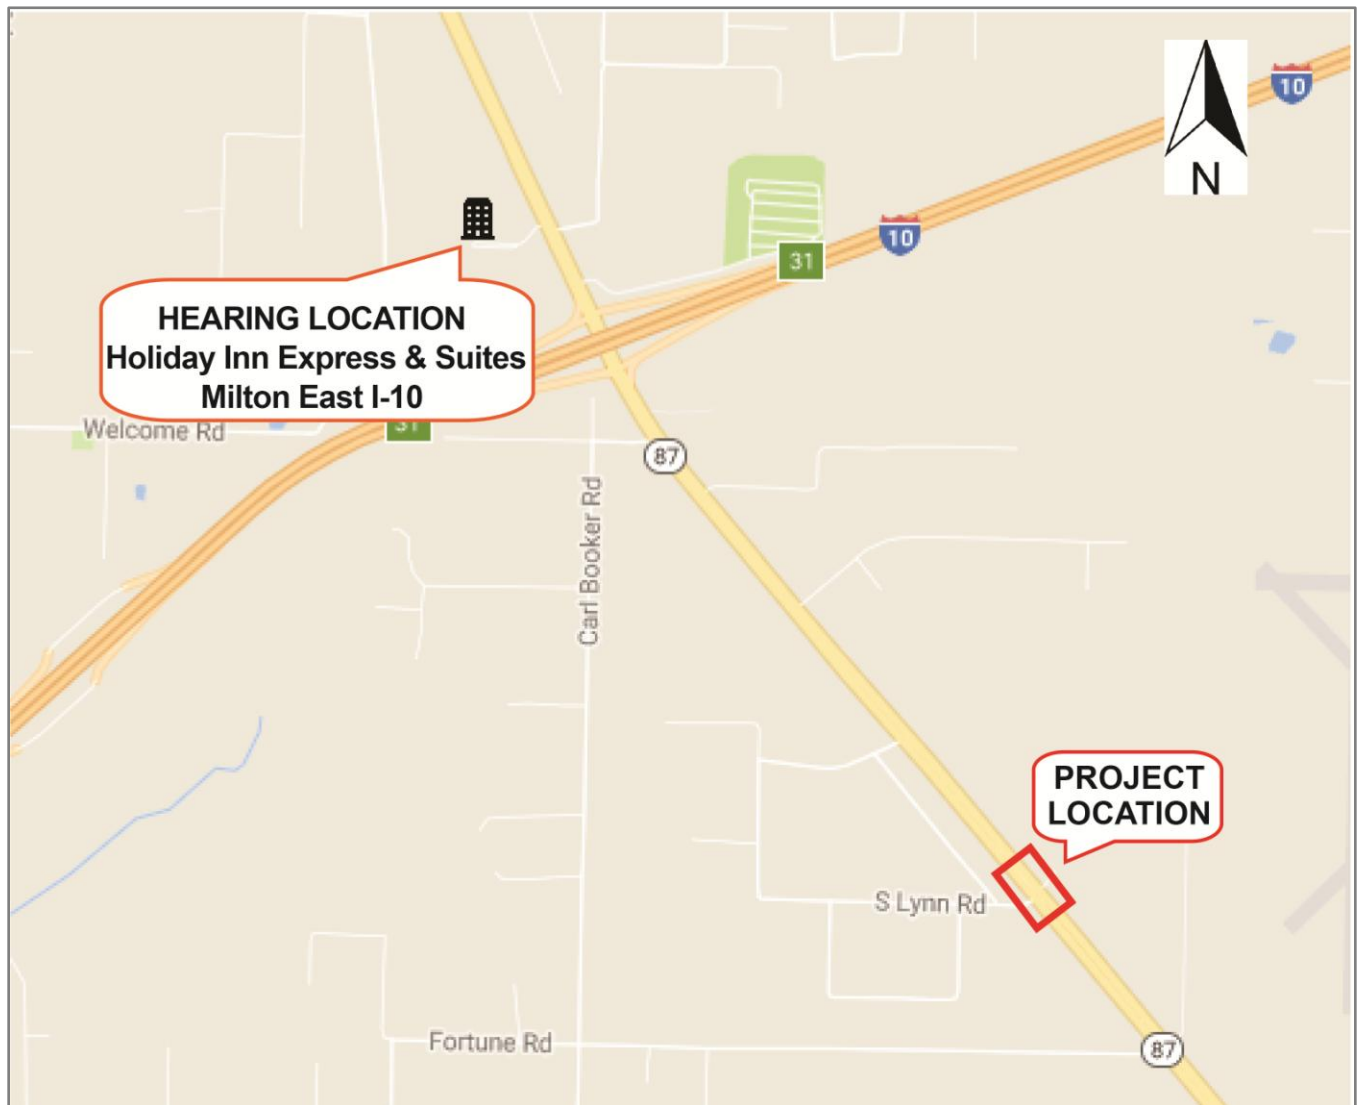 10
N
10
31
HEARING LOCATION
Holiday Inn Express & Suites
Milton East I-10
31
Welcome Rd
87
Carl Booker Rd
PROJECT
LOCATION
S Lynn Rd
Fortune Rd
87